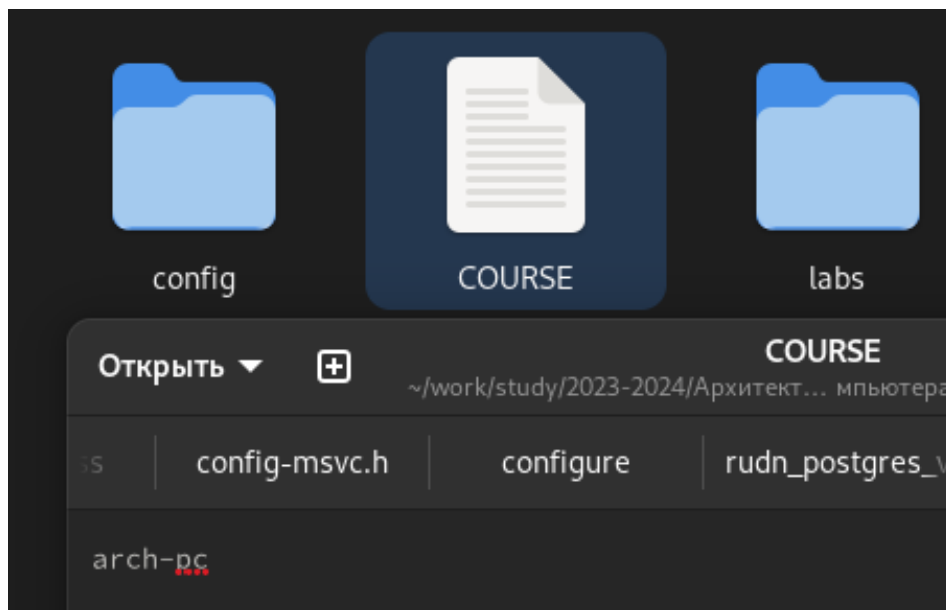 config COURSE labs
Открыть COURSE
~/work/study/2023-2024/Архитект... мпьютера
config-msvc.h configure rudn_postgres_
arch-pc